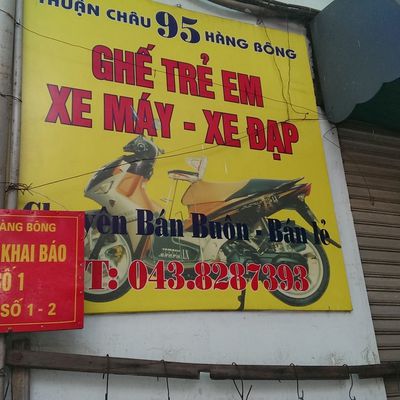 THUẬN CHÂU 95 HÀNG BÔNG
GHẾ TRẺ EM
XE MÁY - XE ĐẠP
Chuyên Bán Buôn - Bán lẻ
T: 043.8287393
HÀNG BÔNG
KHAI BÁO
SỐ 1
SỐ 1 - 2